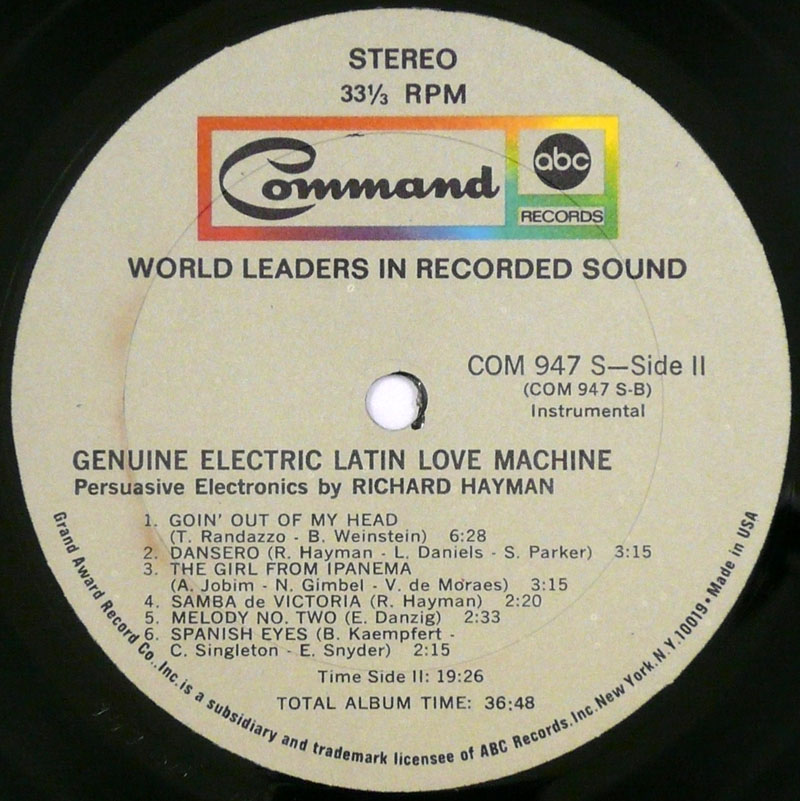 STEREO
33⅓ RPM
Command
abc
RECORDS
WORLD LEADERS IN RECORDED SOUND
COM 947 S—Side II
(COM 947 S-B)
Instrumental
GENUINE ELECTRIC LATIN LOVE MACHINE
Persuasive Electronics by RICHARD HAYMAN
1. GOIN' OUT OF MY HEAD
(T. Randazzo - B. Weinstein) 6:28
2. DANSERO (R. Hayman - L. Daniels - S. Parker) 3:15
3. THE GIRL FROM IPANEMA
(A. Jobim - N. Gimbel - V. de Moraes) 3:15
4. SAMBA de VICTORIA (R. Hayman) 2:20
5. MELODY NO. TWO (E. Danzig) 2:33
6. SPANISH EYES (B. Kaempfert -
C. Singleton - E. Snyder) 2:15
Time Side II: 19:26
TOTAL ALBUM TIME: 36:48
Grand Award Record Co., Inc. is a subsidiary and trademark licensee of ABC Records, Inc. New York, N.Y. 10019 • Made in USA